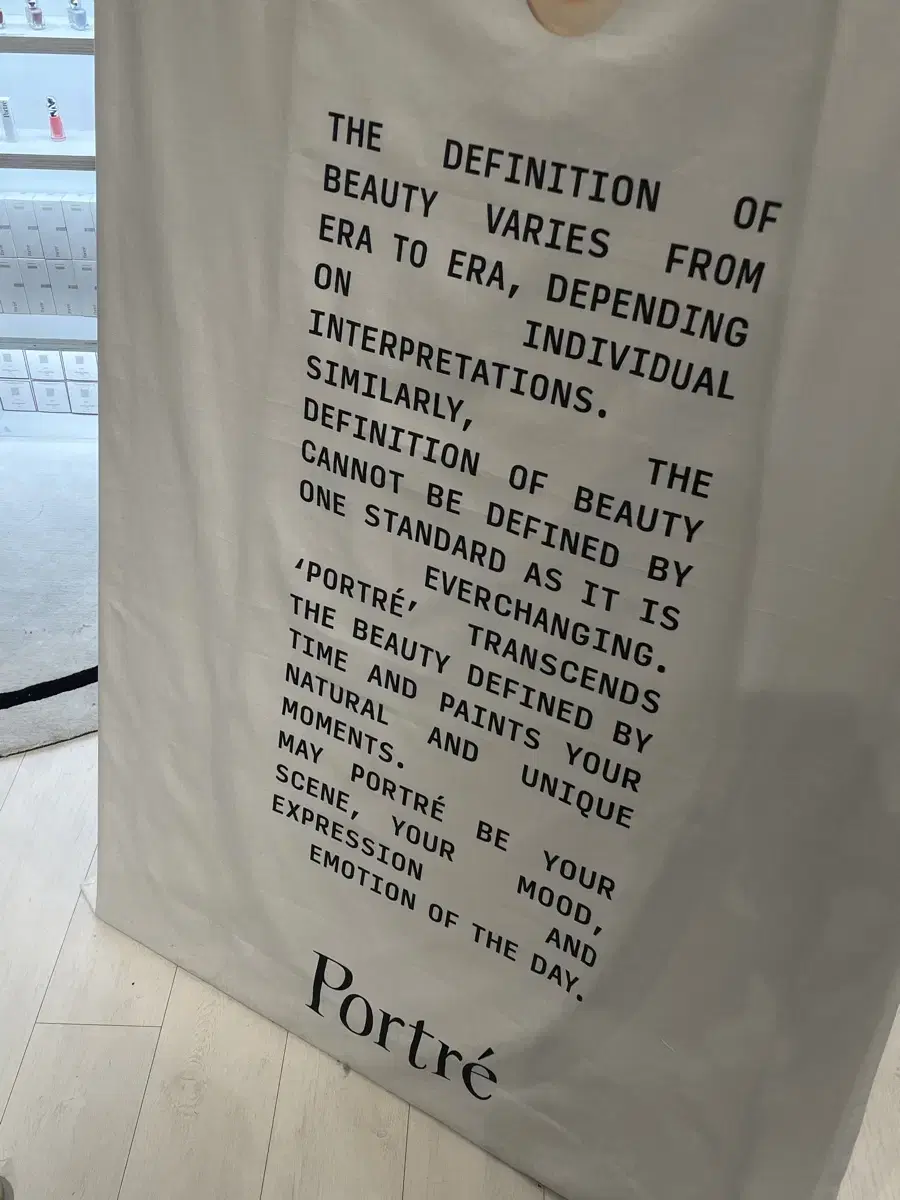 THE DEFINITION OF
BEAUTY VARIES FROM
ERA TO ERA, DEPENDING
ON INDIVIDUAL
INTERPRETATIONS.
SIMILARLY, THE
DEFINITION OF BEAUTY
CANNOT BE DEFINED BY
ONE STANDARD AS IT IS
EVERCHANGING.
‘PORTRÉ’ TRANSCENDS
THE BEAUTY DEFINED BY
TIME AND PAINTS YOUR
NATURAL AND UNIQUE
MOMENTS.
MAY PORTRÉ BE YOUR
SCENE, YOUR MOOD,
EXPRESSION AND
EMOTION OF THE DAY.
Portré